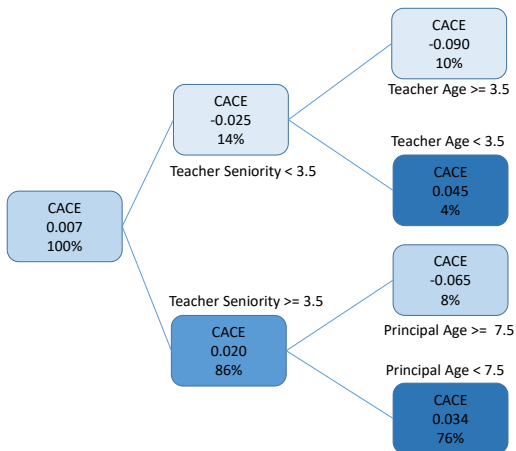 CACE
-0.090
10%
Teacher Age >= 3.5
CACE
-0.025
14%
Teacher Seniority < 3.5
Teacher Age < 3.5
CACE
0.045
4%
CACE
0.007
100%
CACE
-0.065
8%
Principal Age >=  7.5
Teacher Seniority >= 3.5
CACE
0.020
86%
Principal Age < 7.5
CACE
0.034
76%